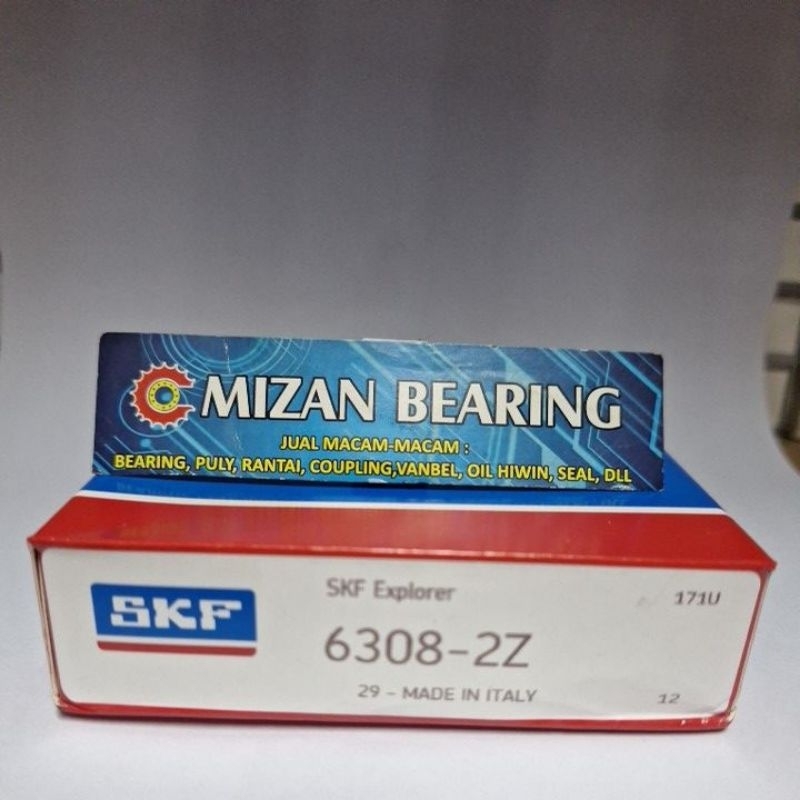 MIZAN BEARING
JUAL MACAM-MACAM :
BEARING, PULY, RANTAI, COUPLING,VANBEL, OIL HIWIN, SEAL, DLL
SKF
SKF Explorer
171U
6308-2Z
29 - MADE IN ITALY
12